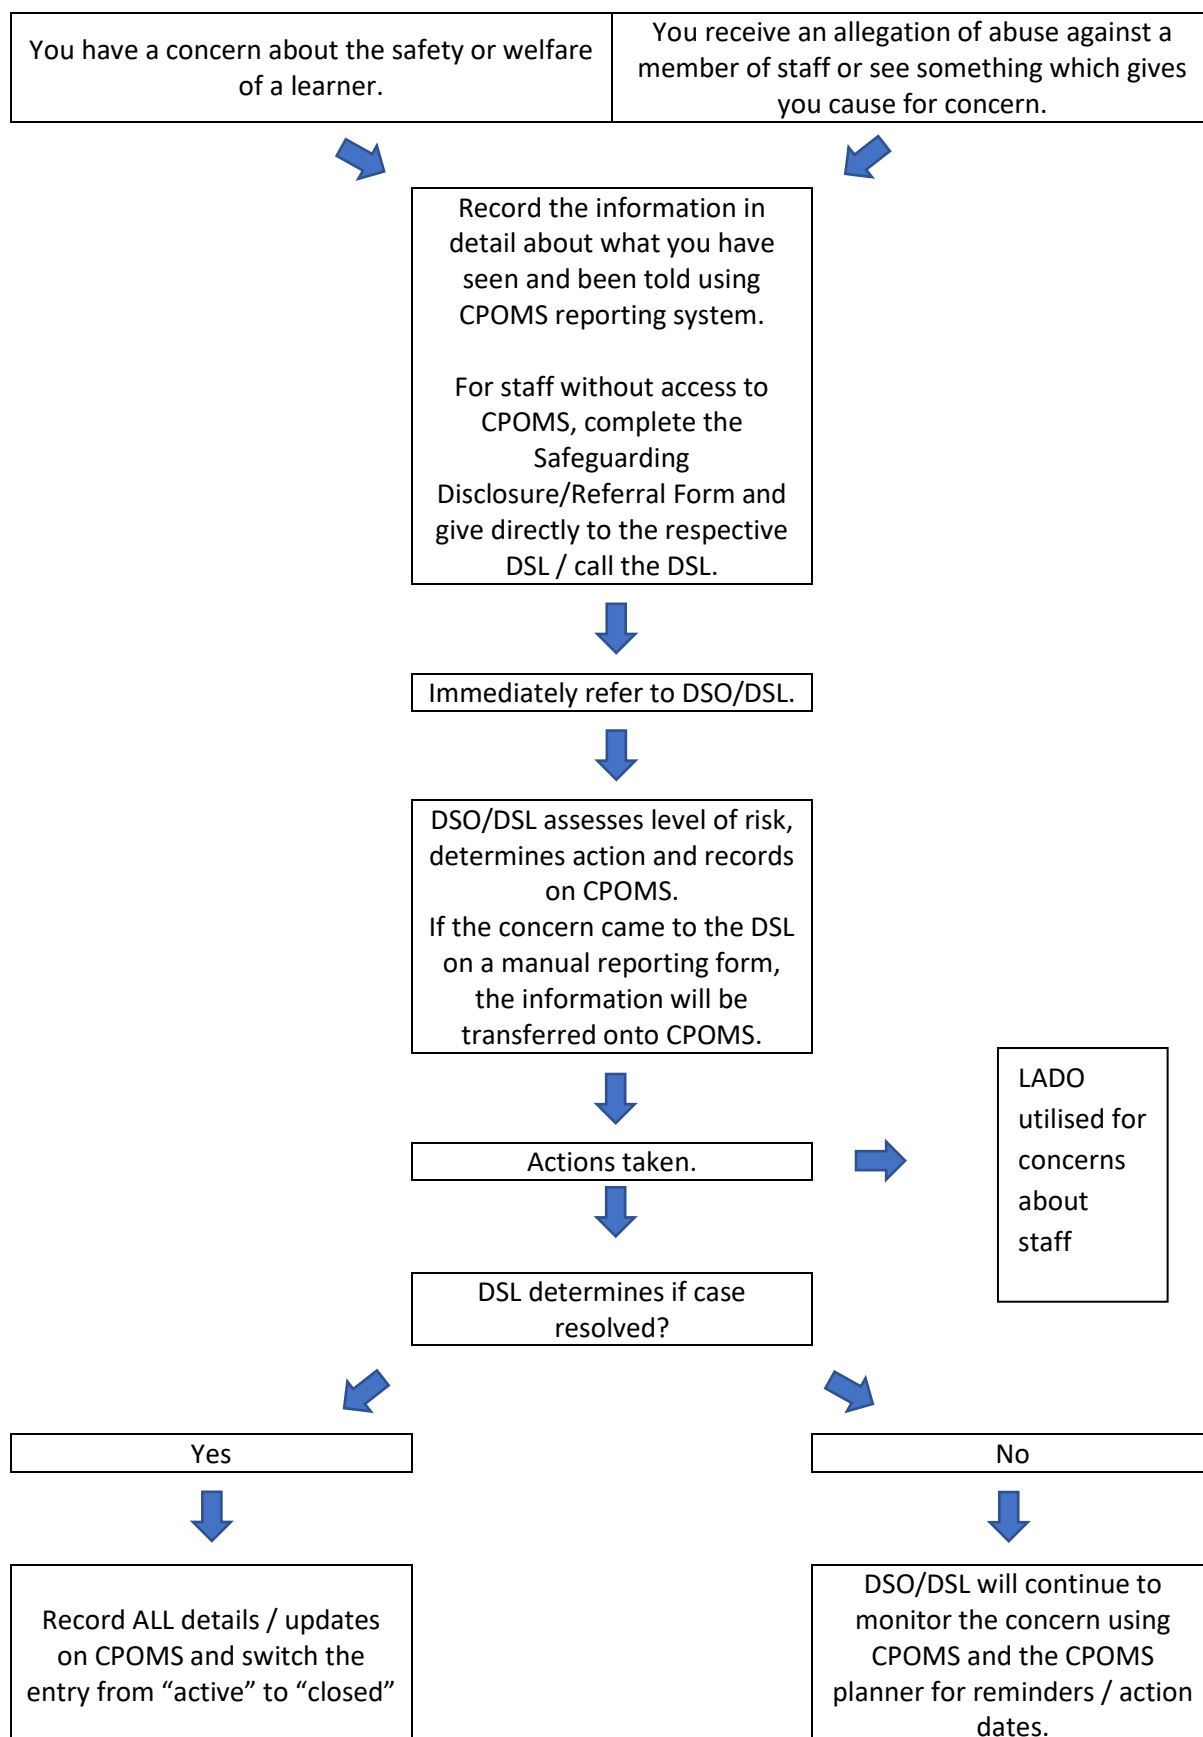 You have a concern about the safety or welfare
of a learner.
You receive an allegation of abuse against a
member of staff or see something which gives
you cause for concern.
Record the information in
detail about what you have
seen and been told using
CPOMS reporting system.
For staff without access to
CPOMS, complete the
Safeguarding
Disclosure/Referral Form and
give directly to the respective
DSL / call the DSL.
Immediately refer to DSO/DSL.
DSO/DSL assesses level of risk,
determines action and records
on CPOMS.
If the concern came to the DSL
on a manual reporting form,
the information will be
transferred onto CPOMS.
Actions taken.
LADO
utilised for
concerns
about
staff
DSL determines if case
resolved?
Yes
No
Record ALL details / updates
on CPOMS and switch the
entry from “active” to “closed”
DSO/DSL will continue to
monitor the concern using
CPOMS and the CPOMS
planner for reminders / action
dates.